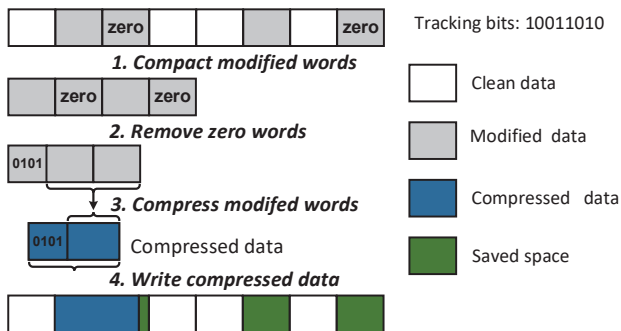 zero
zero
Tracking bits: 10011010
1. Compact modified words
zero
zero
Clean data
2. Remove zero words
Modified data
0101
3. Compress modifed words
Compressed data
0101
Compressed data
Saved space
4. Write compressed data